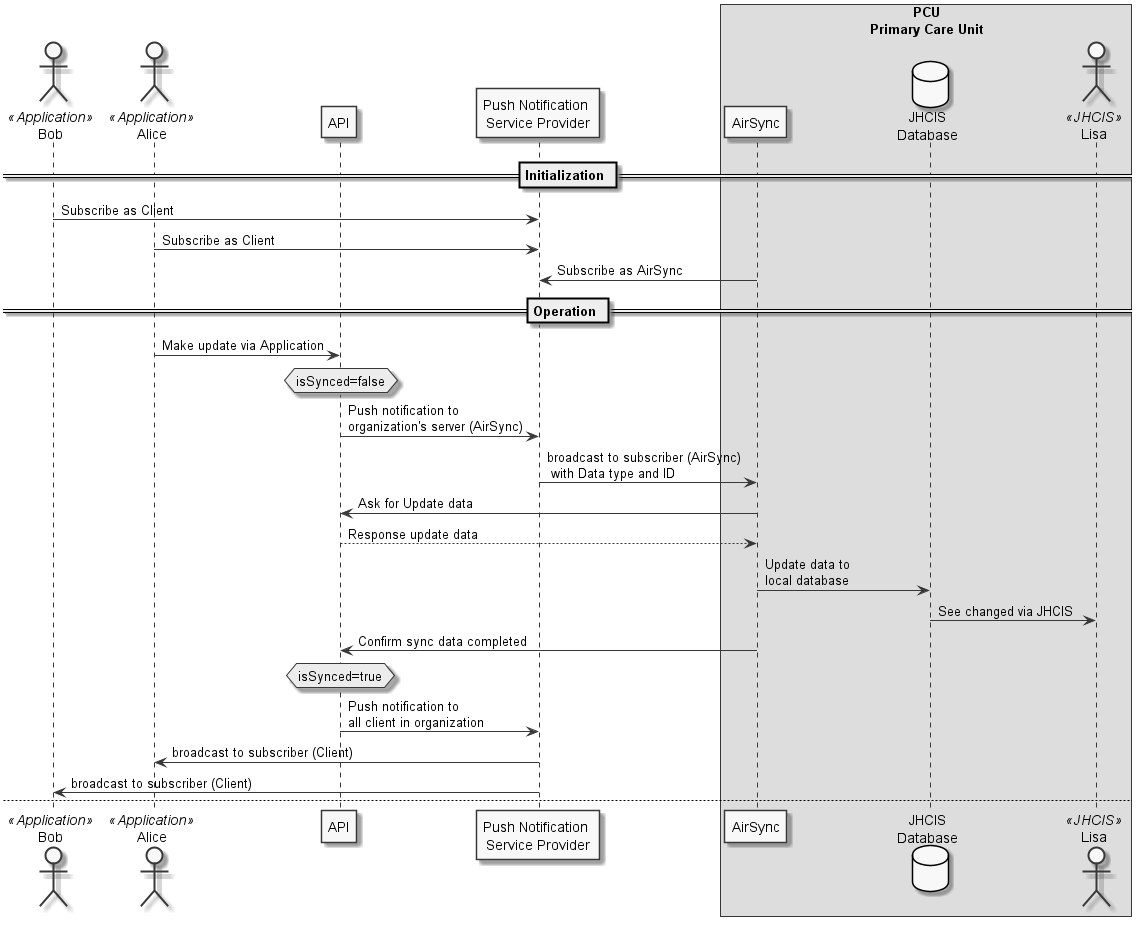 PCU
Primary Care Unit
«Application»
Bob
«Application»
Alice
API
Push Notification
Service Provider
AirSync
JHCIS
Database
«JHCIS»
Lisa
Initialization
Subscribe as Client
Subscribe as Client
Subscribe as AirSync
Operation
Make update via Application
isSynced=false
Push notification to
organization's server (AirSync)
broadcast to subscriber (AirSync)
with Data type and ID
Ask for Update data
Response update data
Update data to
local database
See changed via JHCIS
Confirm sync data completed
isSynced=true
Push notification to
all client in organization
broadcast to subscriber (Client)
broadcast to subscriber (Client)
«Application»
Bob
«Application»
Alice
API
Push Notification
Service Provider
AirSync
JHCIS
Database
«JHCIS»
Lisa